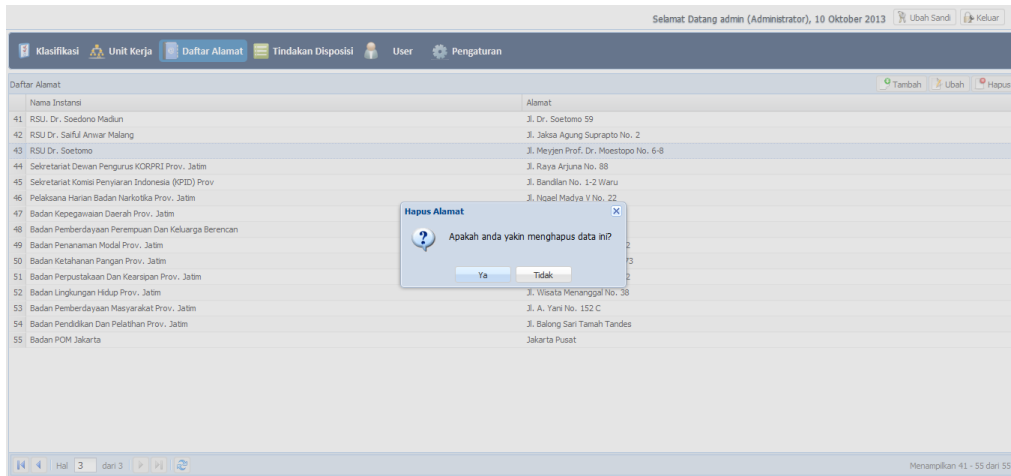 Selamat Datang admin (Administrator), 10 Oktober 2013 Ubah Sandi Keluar
Klasifikasi Unit Kerja Daftar Alamat Tindakan Disposisi User Pengaturan
Daftar Alamat Tambah Ubah Hapus
Nama Instansi Alamat
41 RSU. Dr. Soedono Madiun Jl. Dr. Soetomo 59
42 RSU Dr. Saiful Anwar Malang Jl. Jaksa Agung Suprapto No. 2
43 RSU Dr. Soetomo Jl. Meyjen Prof. Dr. Moestopo No. 6-8
44 Sekretariat Dewan Pengurus KORPRI Prov. Jatim Jl. Raya Arjuna No. 88
45 Sekretariat Komisi Penyiaran Indonesia (KPID) Prov Jl. Bandilan No. 1-2 Waru
46 Pelaksana Harian Badan Narkotika Prov. Jatim Jl. Ngael Madya V No. 22
47 Badan Kepegawaian Daerah Prov. Jatim
Hapus Alamat
48 Badan Pemberdayaan Perempuan Dan Keluarga Berencan
Apakah anda yakin menghapus data ini?
49 Badan Penanaman Modal Prov. Jatim 2
50 Badan Ketahanan Pangan Prov. Jatim 73
51 Badan Perpustakaan Dan Kearsipan Prov. Jatim 2
Ya Tidak
52 Badan Lingkungan Hidup Prov. Jatim Jl. Wisata Menanggal No. 38
53 Badan Pemberdayaan Masyarakat Prov. Jatim Jl. A. Yani No. 152 C
54 Badan Pendidikan Dan Pelatihan Prov. Jatim Jl. Balong Sari Tamah Tandes
55 Badan POM Jakarta Jakarta Pusat
Hal 3 dari 3 Menampilkan 41 - 55 dari 55